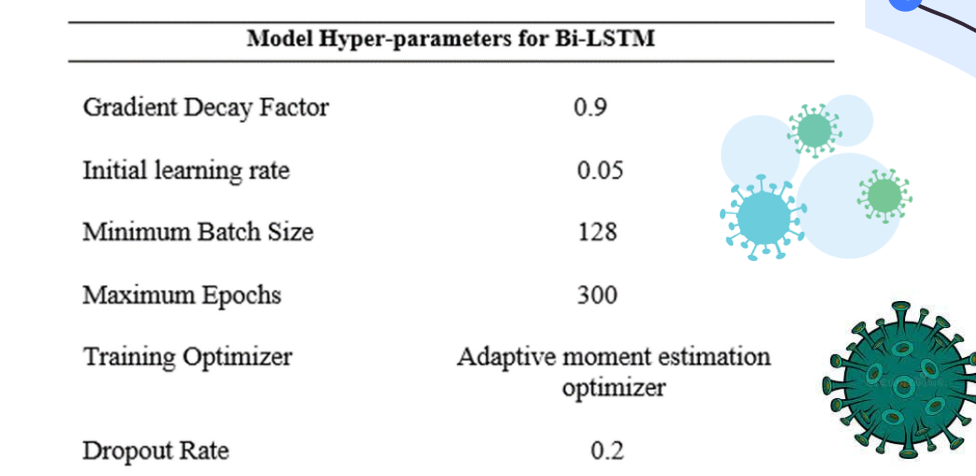 Model Hyper-parameters for Bi-LSTM
Gradient Decay Factor 0.9
Initial learning rate 0.05
Minimum Batch Size 128
Maximum Epochs 300
Training Optimizer Adaptive moment estimation
optimizer
Dropout Rate 0.2